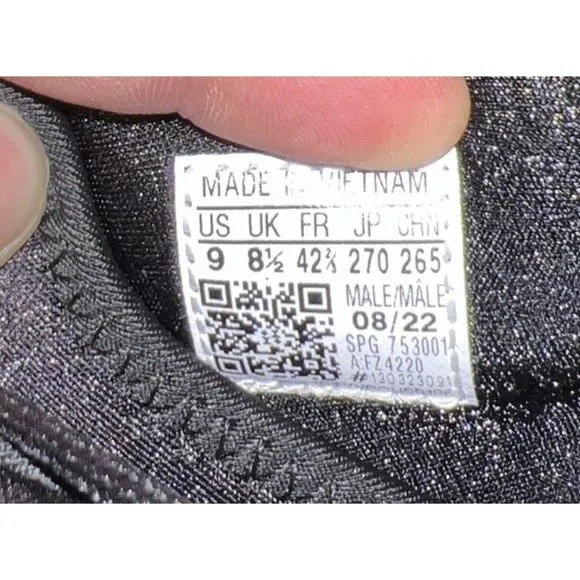 MADE IN VIETNAM
US UK FR JP CHN
9 8½ 42⅔ 270 265
MALE/MÂLE
08/22
SPG 753001
A:FZ4220
#130323091